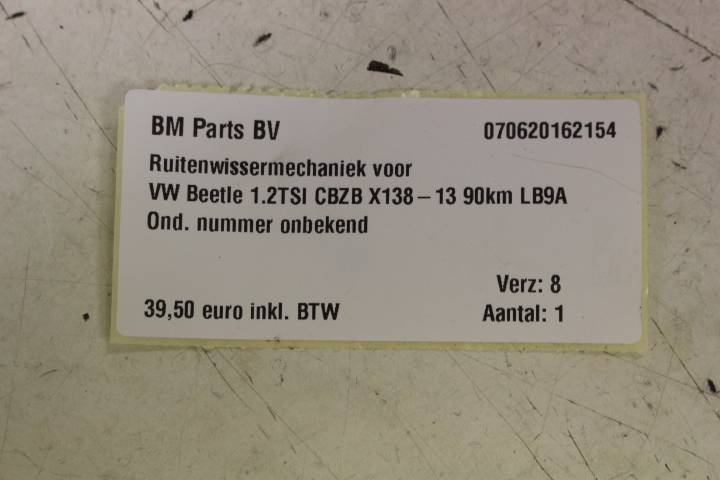 BM Parts BV 070620162154
Ruitenwissermechaniek voor
VW Beetle 1.2TSI CBZB X138 – 13 90km LB9A
Ond. nummer onbekend
Verz: 8
39,50 euro inkl. BTW Aantal: 1